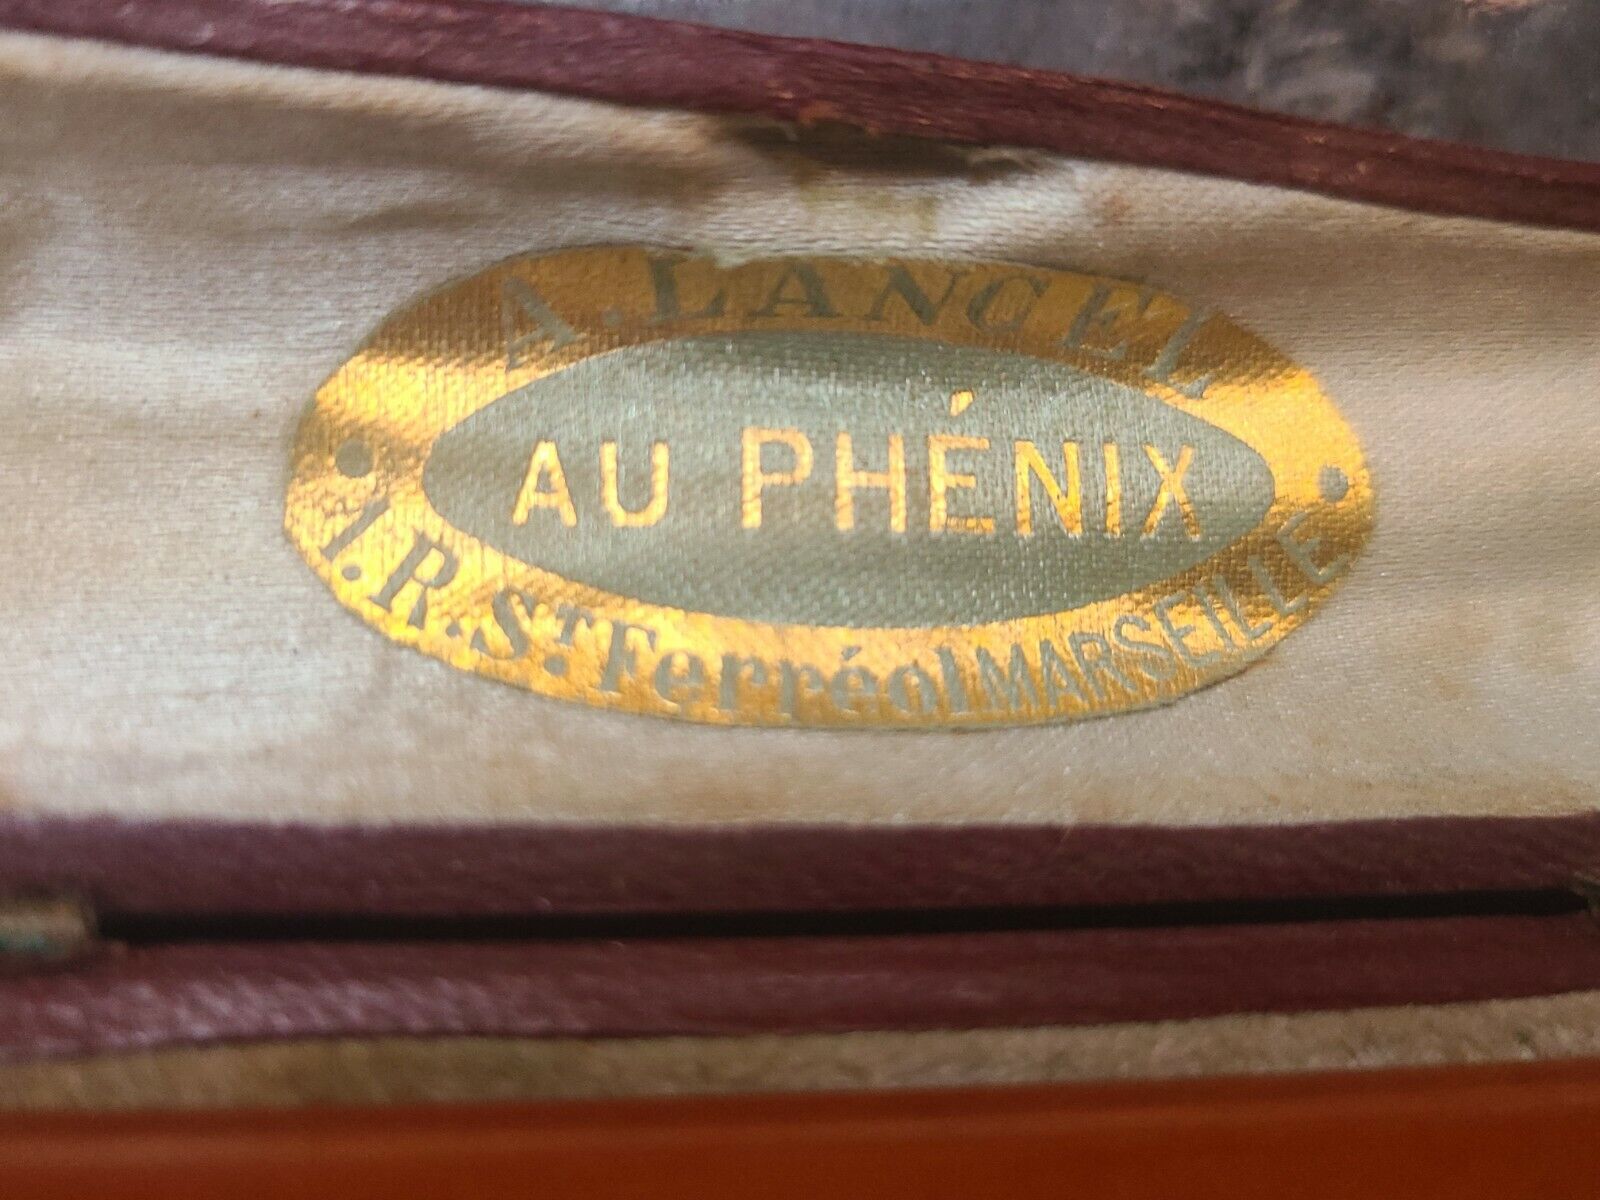 A. LANCEL
AU PHÉNIX
1. R. Sᵀ. Ferréol MARSEILLE